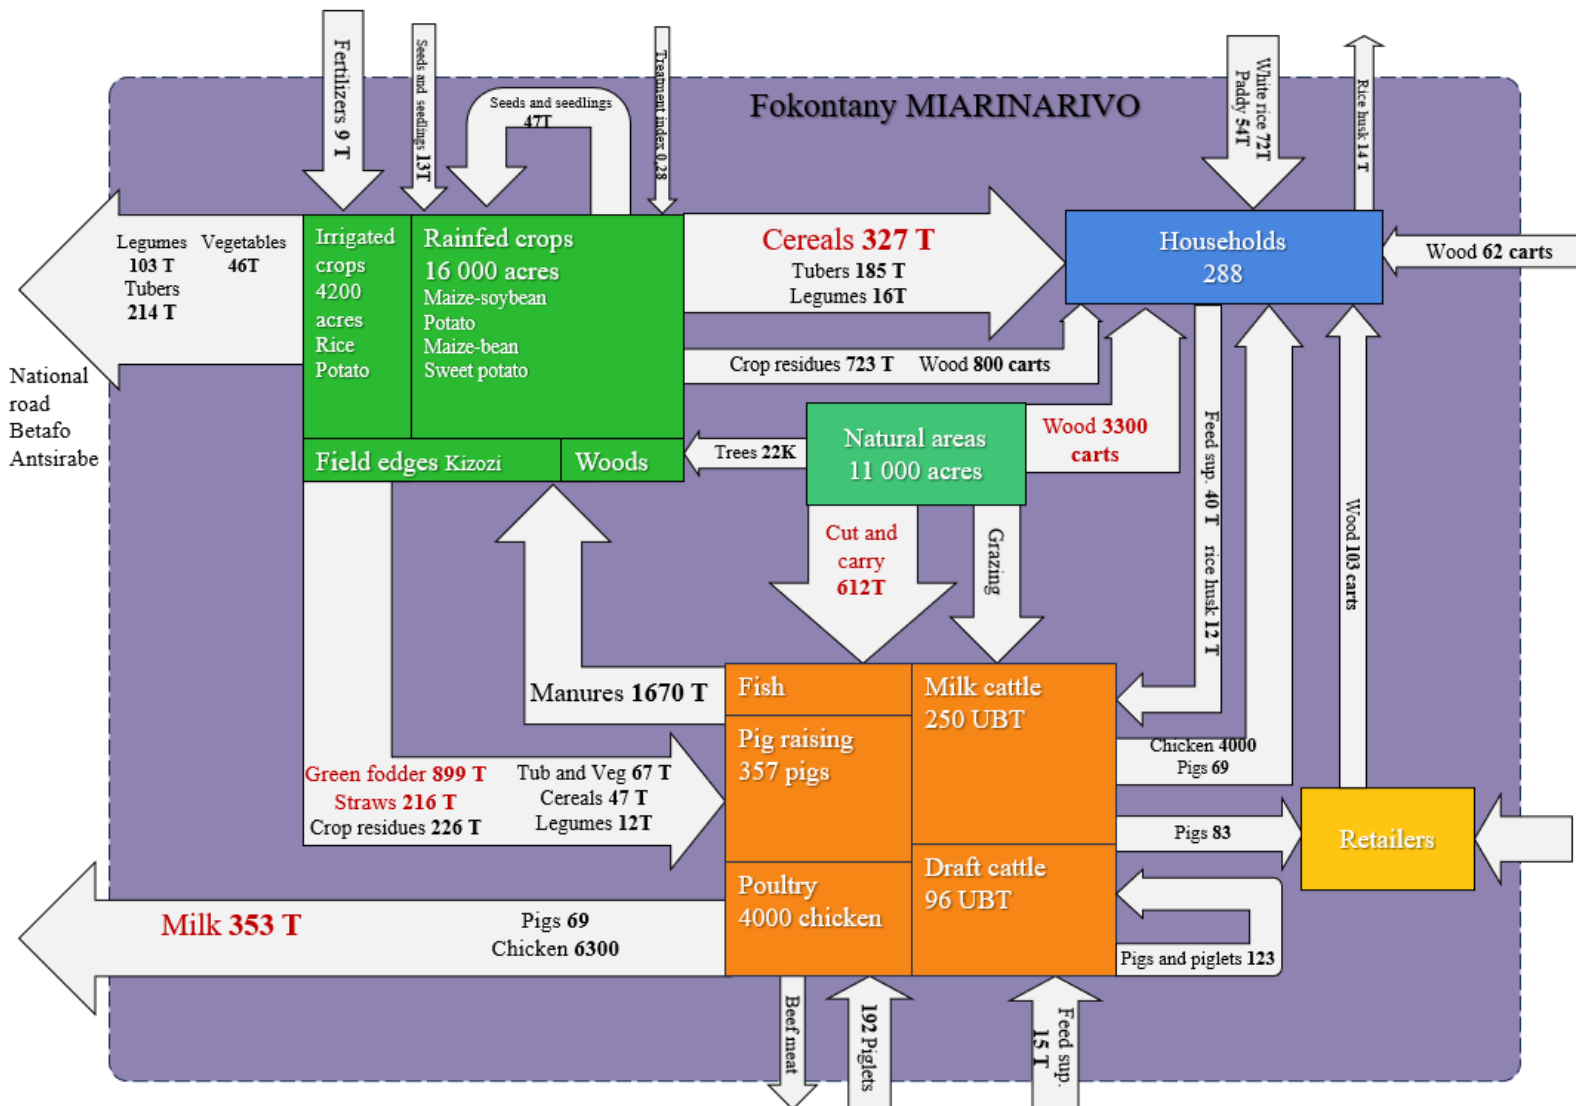 Fokontany MIARINARIVO
Fertilizers 9 T
Seeds and seedlings 13T
Seeds and seedlings
47T
Treatment index 0,28
White rice 72T
Paddy 54T
Rice husk 14 T
Legumes
103 T
Tubers
214 T
Vegetables
46T
National
road
Betafo
Antsirabe
Irrigated
crops
4200
acres
Rice
Potato
Rainfed crops
16 000 acres
Maize-soybean
Potato
Maize-bean
Sweet potato
Field edges Kizozi
Woods
Cereals 327 T
Tubers 185 T
Legumes 16T
Households
288
Wood 62 carts
Crop residues 723 T
Wood 800 carts
Trees 22K
Natural areas
11 000 acres
Wood 3300
carts
Cut and
carry
612T
Grazing
Feed sup. 40 T
rice husk 12 T
Wood 103 carts
Manures 1670 T
Fish
Pig raising
357 pigs
Poultry
4000 chicken
Milk cattle
250 UBT
Draft cattle
96 UBT
Green fodder 899 T
Straws 216 T
Crop residues 226 T
Tub and Veg 67 T
Cereals 47 T
Legumes 12T
Chicken 4000
Pigs 69
Pigs 83
Retailers
Pigs and piglets 123
Milk 353 T
Pigs 69
Chicken 6300
Beef meat
192 Piglets
Feed sup.
15 T